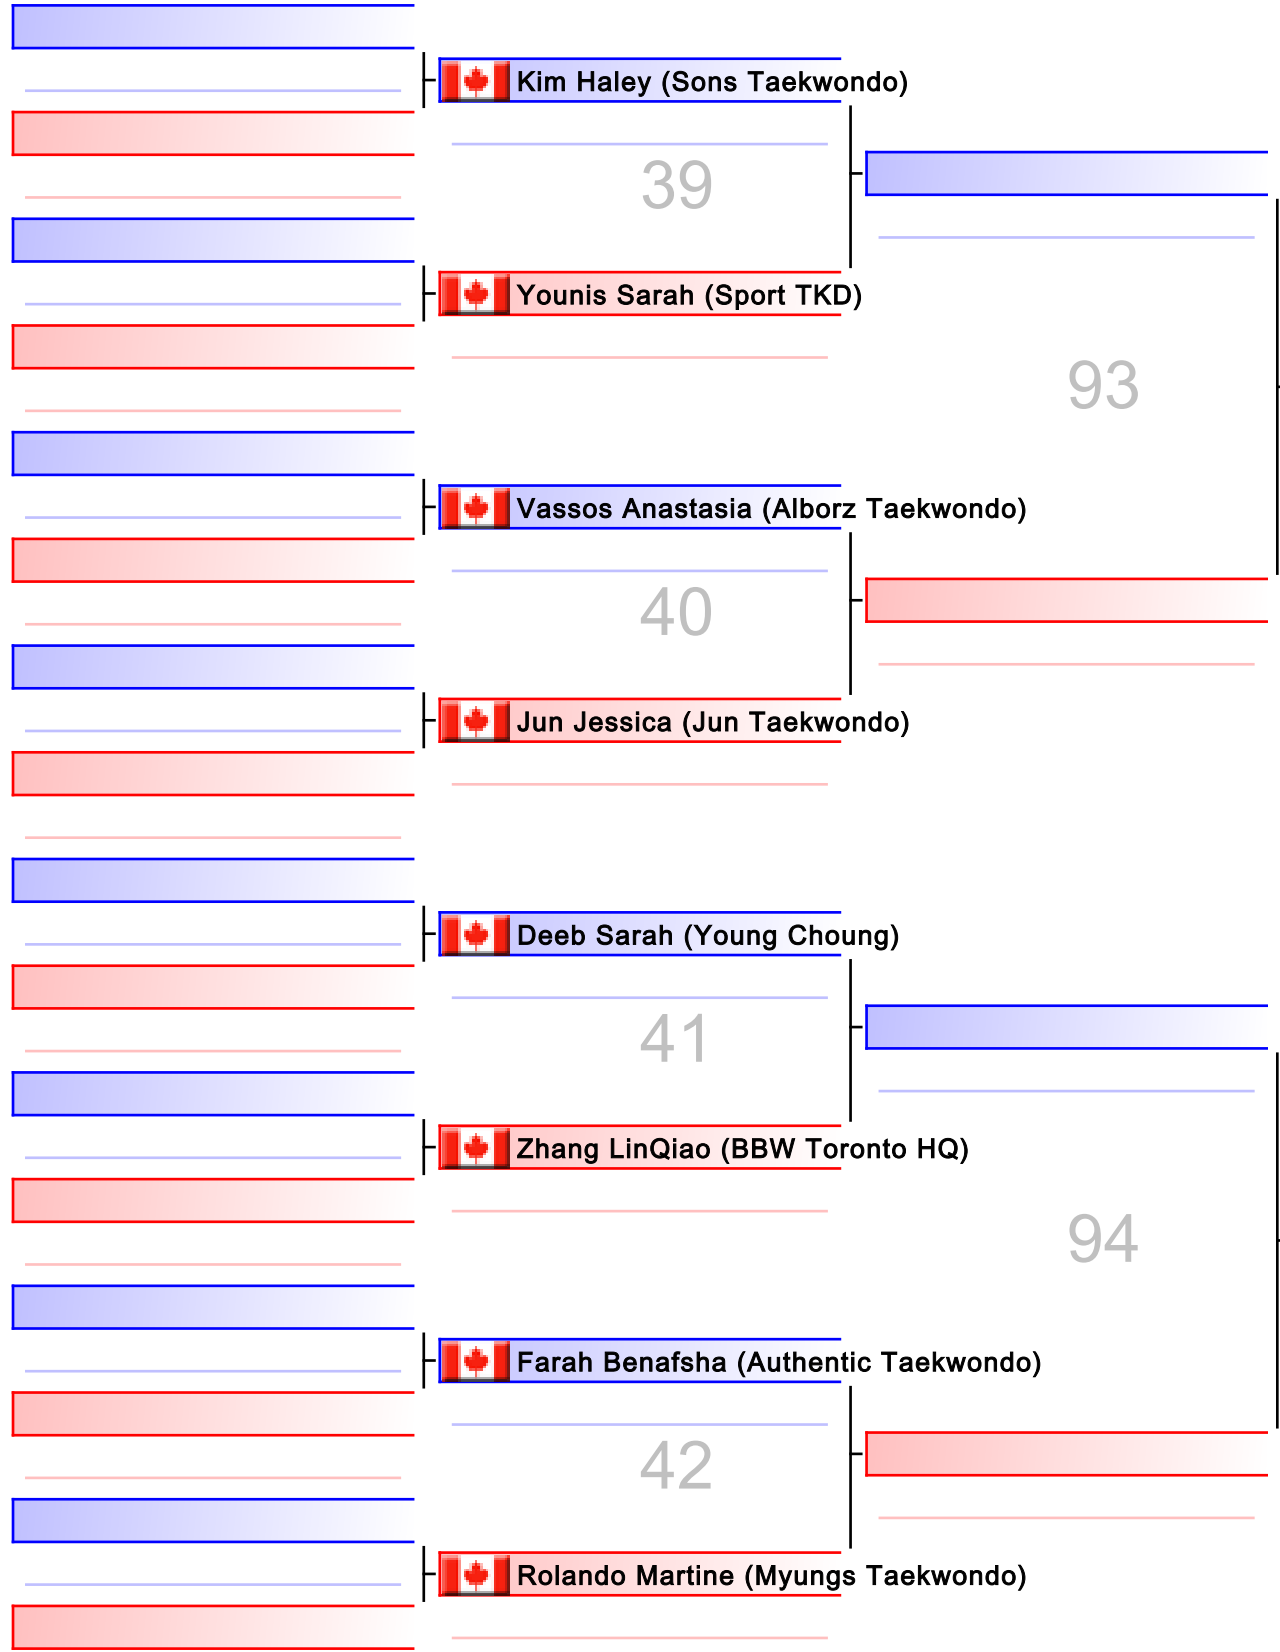 Kim Haley (Sons Taekwondo)
39
Younis Sarah (Sport TKD)
93
Vassos Anastasia (Alborz Taekwondo)
40
Jun Jessica (Jun Taekwondo)
Deeb Sarah (Young Choung)
41
Zhang LinQiao (BBW Toronto HQ)
94
Farah Benafsha (Authentic Taekwondo)
42
Rolando Martine (Myungs Taekwondo)